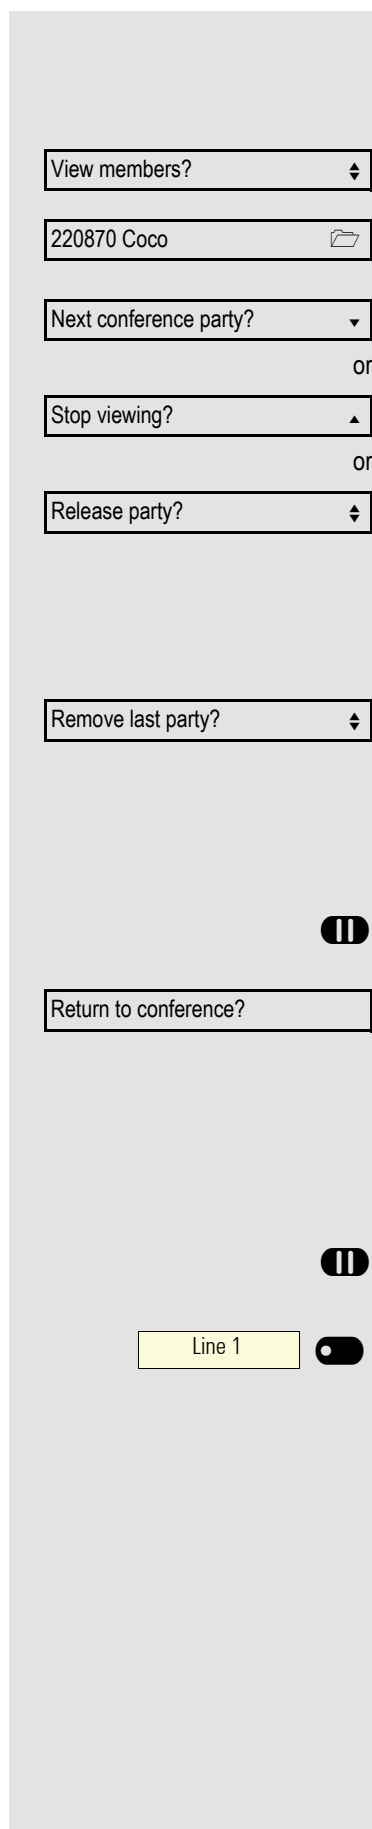 View members?
220870 Coco
Next conference party?
or
Stop viewing?
or
Release party?
Remove last party?
Return to conference?
Line 1